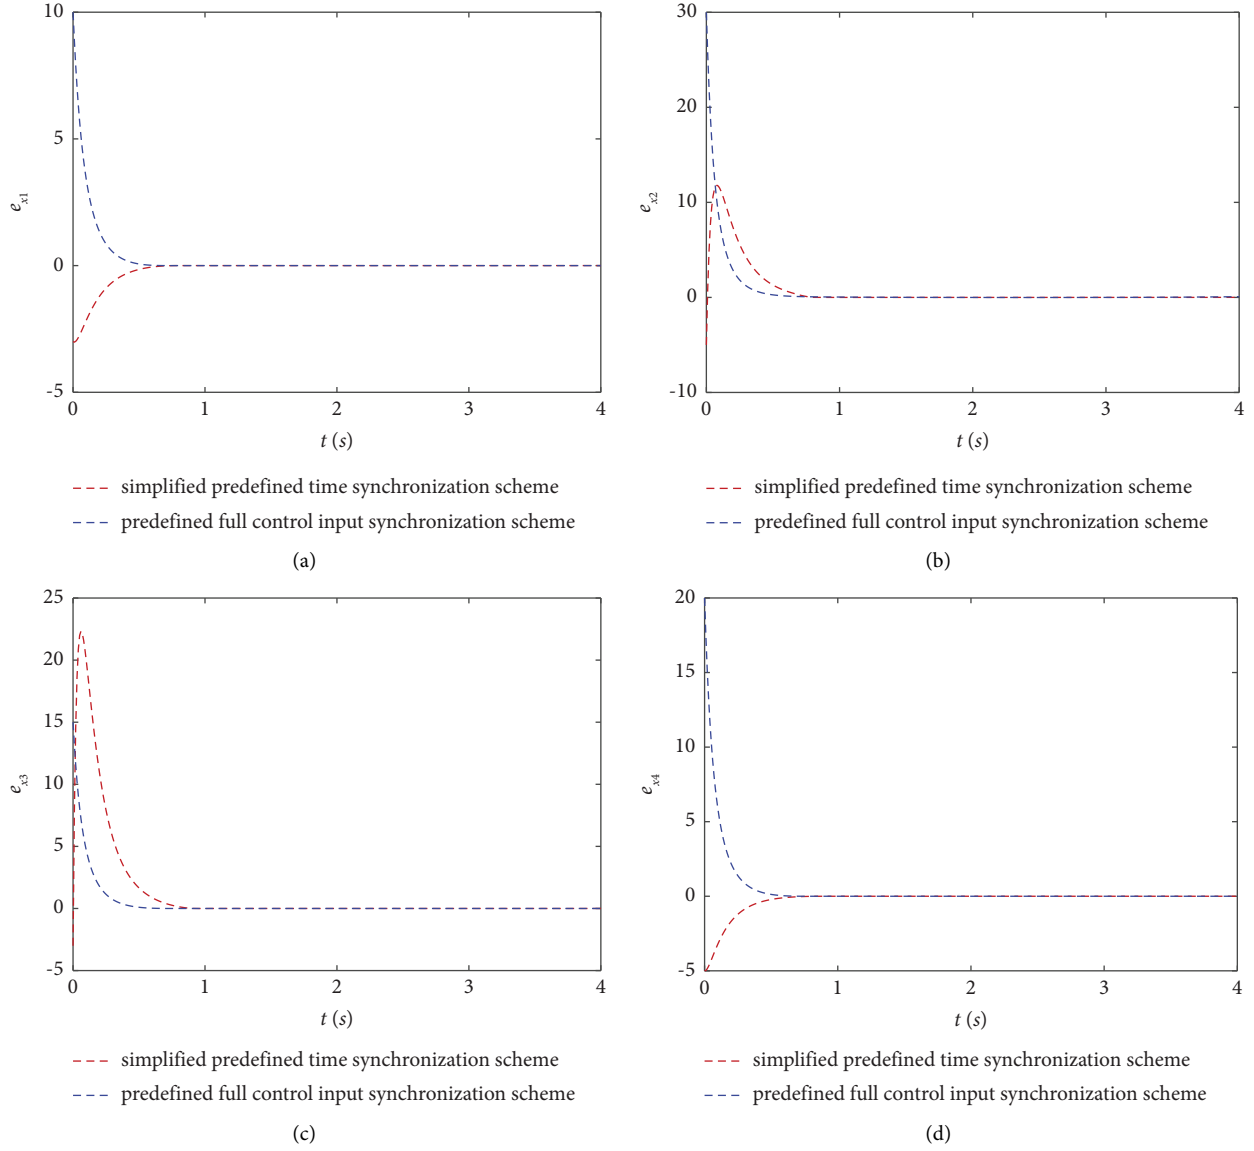 10
5
0
-5
e_x1
0 1 2 3 4
t (s)
simplified predefined time synchronization scheme
predefined full control input synchronization scheme
(a)
30
20
10
0
-10
e_x2
0 1 2 3 4
t (s)
simplified predefined time synchronization scheme
predefined full control input synchronization scheme
(b)
25
20
15
10
5
0
-5
e_x3
0 1 2 3 4
t (s)
simplified predefined time synchronization scheme
predefined full control input synchronization scheme
(c)
20
15
10
5
0
-5
e_x4
0 1 2 3 4
t (s)
simplified predefined time synchronization scheme
predefined full control input synchronization scheme
(d)